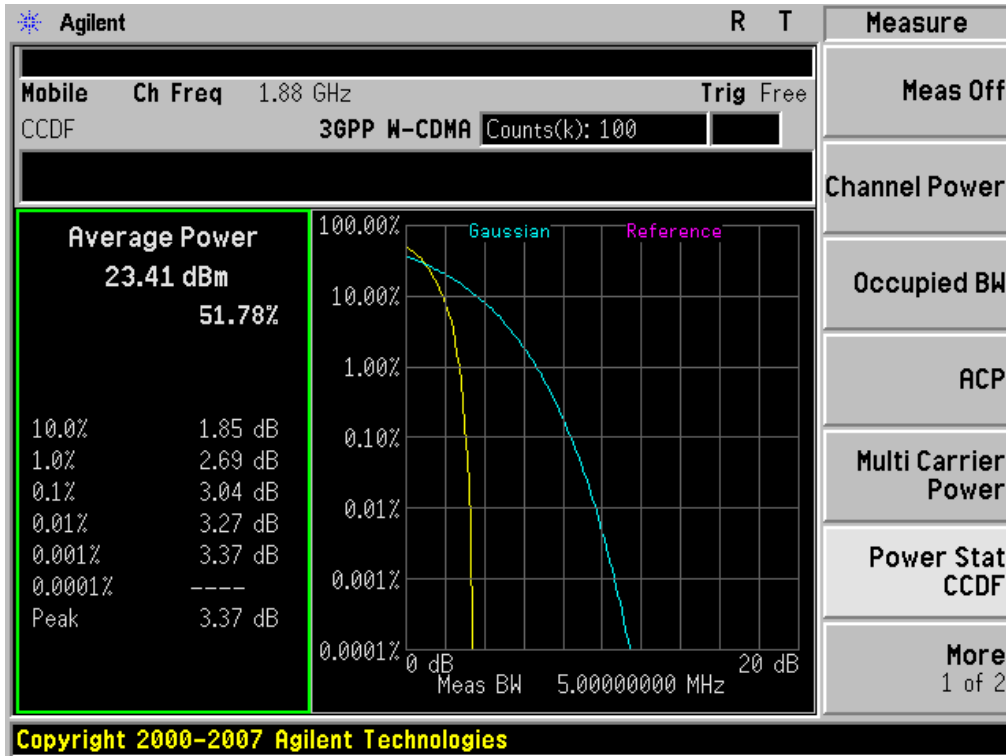 Agilent R T Measure
Mobile Ch Freq 1.88 GHz Trig Free
CCDF 3GPP W-CDMA Counts(k): 100
Average Power
23.41 dBm
51.78%
10.0% 1.85 dB
1.0% 2.69 dB
0.1% 3.04 dB
0.01% 3.27 dB
0.001% 3.37 dB
0.0001% ----
Peak 3.37 dB
Gaussian Reference
100.00%
10.00%
1.00%
0.10%
0.01%
0.001%
0.0001%
0 dB 20 dB
Meas BW 5.00000000 MHz
Meas Off
Channel Power
Occupied BW
ACP
Multi Carrier
Power
Power Stat
CCDF
More
1 of 2
Copyright 2000-2007 Agilent Technologies